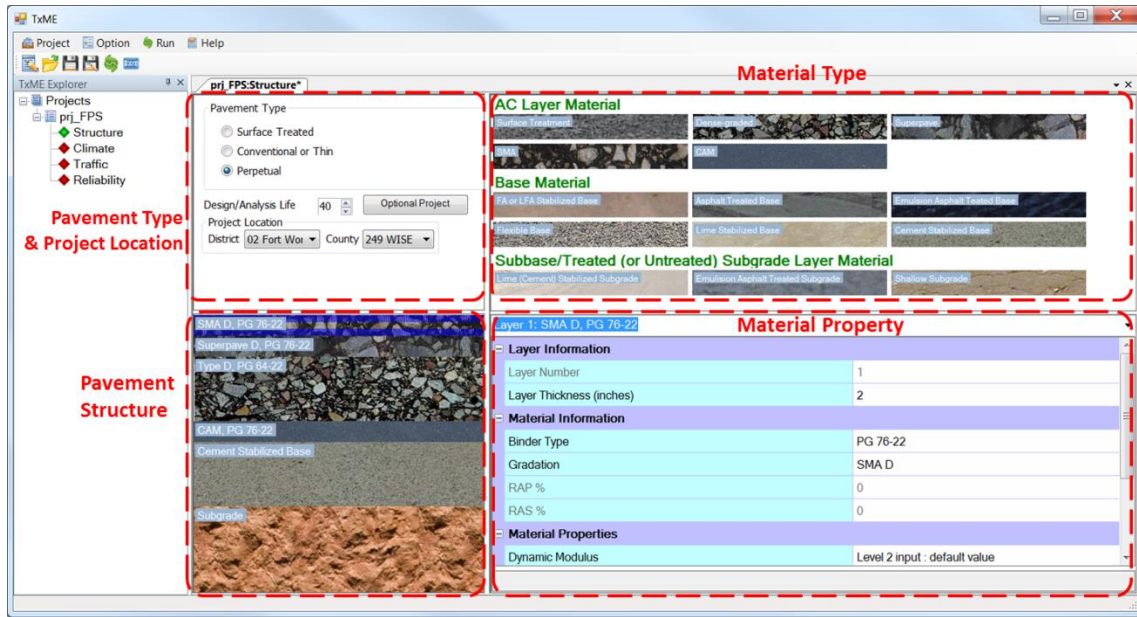 TxME
Project Option Run Help
TxME Explorer
Projects
prj_FPS
Structure
Climate
Traffic
Reliability
Pavement Type
& Project Location
prj_FPS:Structure*
Pavement Type
Surface Treated
Conventional or Thin
Perpetual
Design/Analysis Life 40 Optional Project
Project Location
District 02 Fort Wor County 249 WISE
Material Type
AC Layer Material
Surface Treatment Dense-graded Superpave
SMA CAM
Base Material
FA or LFA Stabilized Base Asphalt Treated Base Emulsion Asphalt Teated Base
Flexible Base Lime Stabilized Base Cement Stabilized Base
Subbase/Treated (or Untreated) Subgrade Layer Material
Lime (Cement) Stabilized Subgrade Emulision Asphalt Treated Subgrade Shallow Subgrade
Pavement
Structure
SMA D, PG 76-22
Superpave D, PG 76-22
Type D, PG 64-22
CAM, PG 76-22
Cement Stabilized Base
Subgrade
Layer 1: SMA D, PG 76-22
Material Property
Layer Information
Layer Number 1
Layer Thickness (inches) 2
Material Information
Binder Type PG 76-22
Gradation SMA D
RAP % 0
RAS % 0
Material Properties
Dynamic Modulus Level 2 input : default value